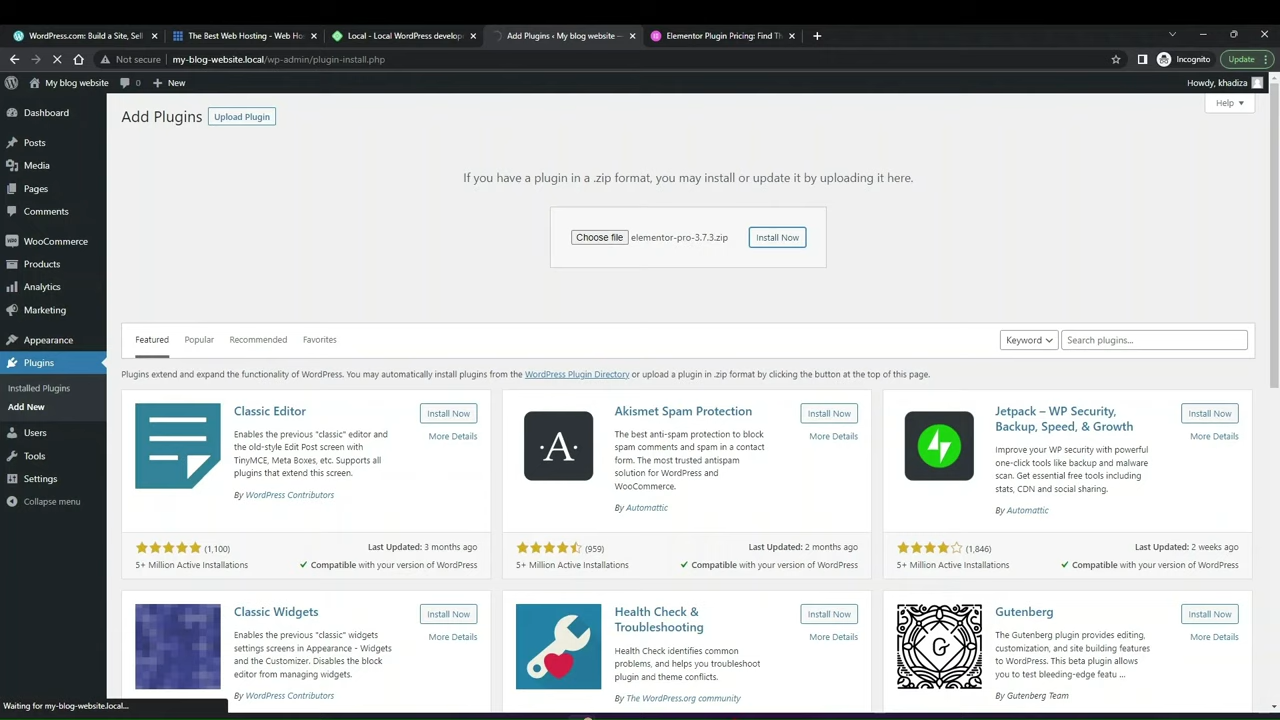 WordPress.com: Build a Site, Sell
The Best Web Hosting - Web Hos
Local - Local WordPress develop
Add Plugins ‹ My blog website —
Elementor Plugin Pricing: Find Th
Not secure my-blog-website.local/wp-admin/plugin-install.php Incognito Update
My blog website 0 New Howdy, khadiza
Dashboard
Posts
Media
Pages
Comments
WooCommerce
Products
Analytics
Marketing
Appearance
Plugins
Installed Plugins
Add New
Users
Tools
Settings
Collapse menu
Help
Add Plugins Upload Plugin
If you have a plugin in a .zip format, you may install or update it by uploading it here.
Choose file elementor-pro-3.7.3.zip Install Now
Featured Popular Recommended Favorites Keyword Search plugins...
Plugins extend and expand the functionality of WordPress. You may automatically install plugins from the WordPress Plugin Directory or upload a plugin in .zip format by clicking the button at the top of this page.
Classic Editor
Install Now
More Details
Enables the previous "classic" editor and
the old-style Edit Post screen with
TinyMCE, Meta Boxes, etc. Supports all
plugins that extend this screen.
By WordPress Contributors
(1,100) Last Updated: 3 months ago
5+ Million Active Installations Compatible with your version of WordPress
·A·
Akismet Spam Protection
Install Now
More Details
The best anti-spam protection to block
spam comments and spam in a contact
form. The most trusted antispam
solution for WordPress and
WooCommerce.
By Automattic
(959) Last Updated: 2 months ago
5+ Million Active Installations Compatible with your version of WordPress
Jetpack – WP Security,
Backup, Speed, & Growth
Install Now
More Details
Improve your WP security with powerful
one-click tools like backup and malware
scan. Get essential free tools including
stats, CDN and social sharing.
By Automattic
(1,846) Last Updated: 2 weeks ago
5+ Million Active Installations Compatible with your version of WordPress
Classic Widgets
Install Now
More Details
Enables the previous "classic" widgets
settings screens in Appearance - Widgets
and the Customizer. Disables the block
editor from managing widgets.
By WordPress Contributors
Health Check &
Troubleshooting
Install Now
More Details
Health Check identifies common
problems, and helps you troubleshoot
plugin and theme conflicts.
By The WordPress.org community
G
Gutenberg
Install Now
More Details
The Gutenberg plugin provides editing,
customization, and site building features
to WordPress. This beta plugin allows
you to test bleeding-edge featu ...
By Gutenberg Team
Waiting for my-blog-website.local...